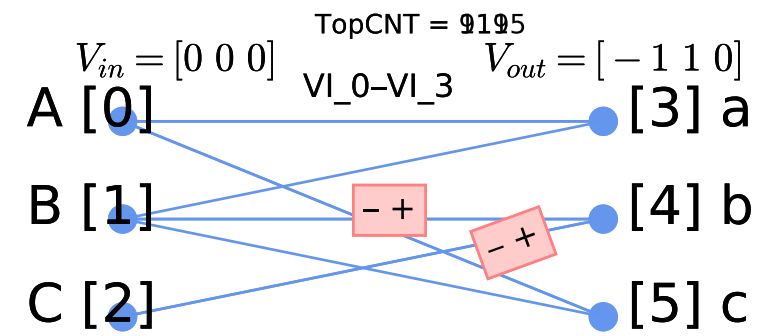 TopCNT =
V_in = [0 0 0]
V_out = [ − 1 1 0]
VI_0–VI_3
A [0]
[3] a
B [1]
– +
[4] b
– +
C [2]
[5] c